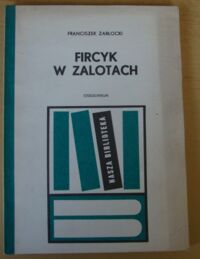 FRANCISZEK ZABŁOCKI
FIRCYK
W ZALOTACH
OSSOLINEUM
NASZA BIBLIOTEKA